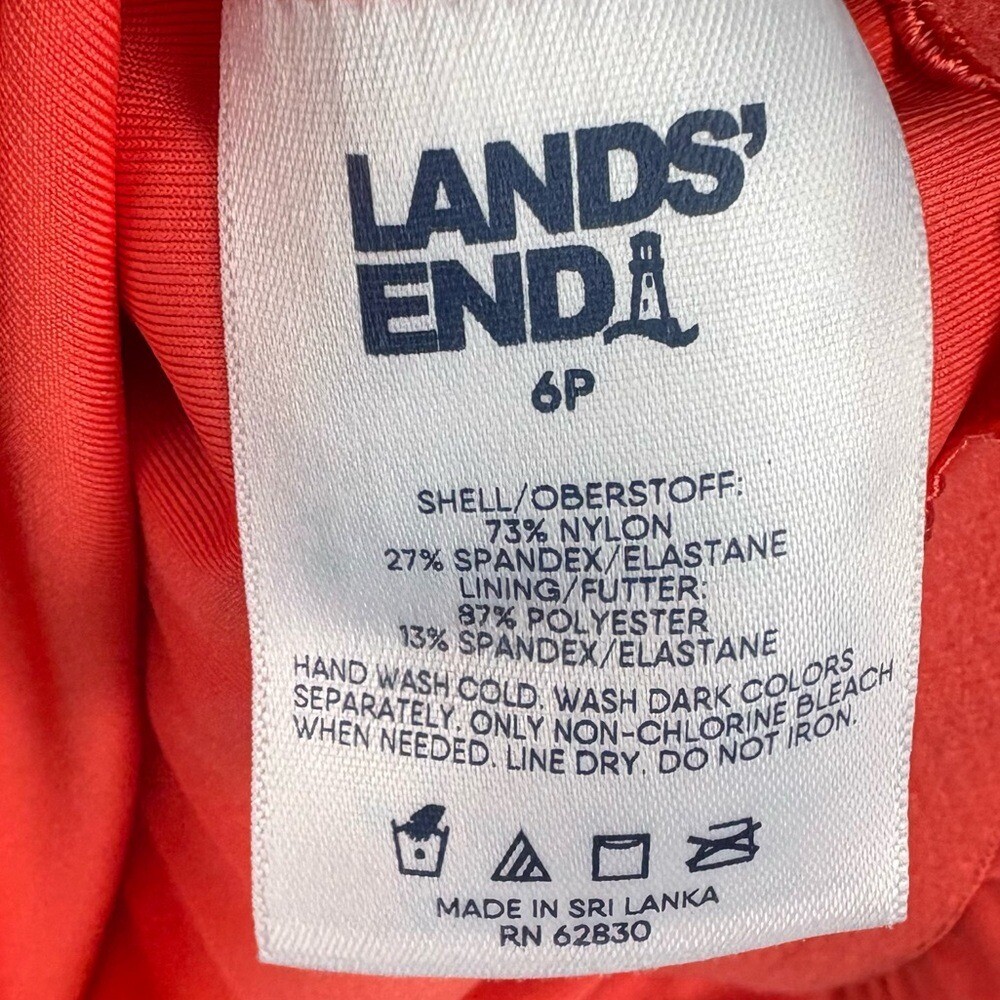 LANDS'
END
6P
SHELL/OBERSTOFF:
73% NYLON
27% SPANDEX/ELASTANE
LINING/FUTTER:
87% POLYESTER
13% SPANDEX/ELASTANE
HAND WASH COLD. WASH DARK COLORS
SEPARATELY. ONLY NON-CHLORINE BLEACH
WHEN NEEDED. LINE DRY. DO NOT IRON.
MADE IN SRI LANKA
RN 62830